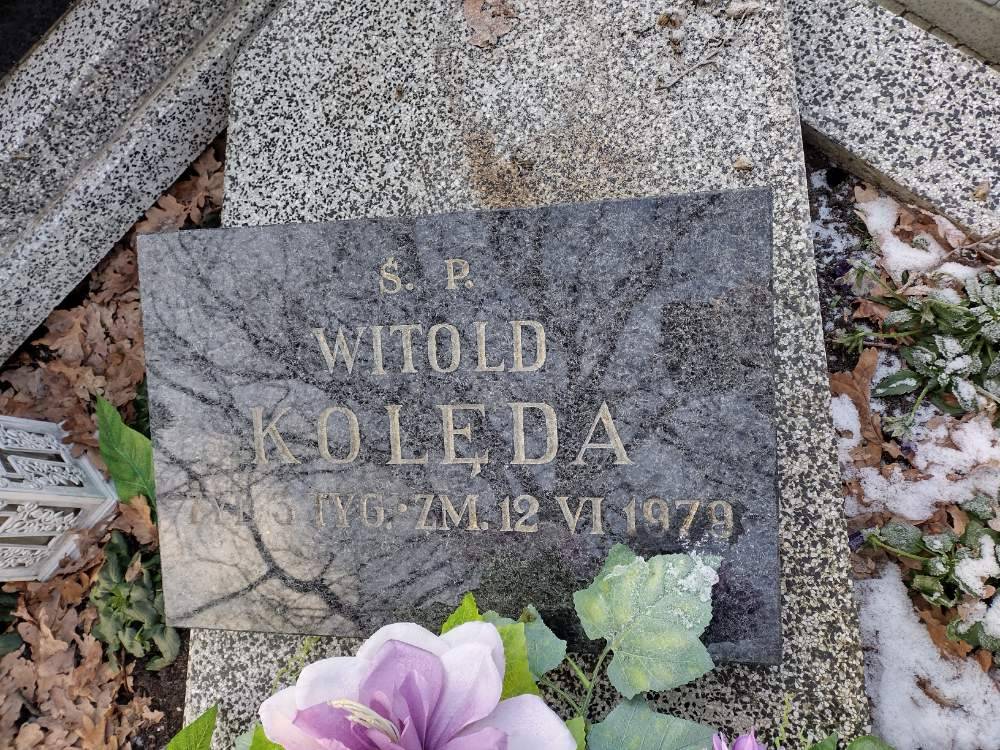 Ś. P.
WITOLD
KOLĘDA
TYG. ZM. 12 VI 1979